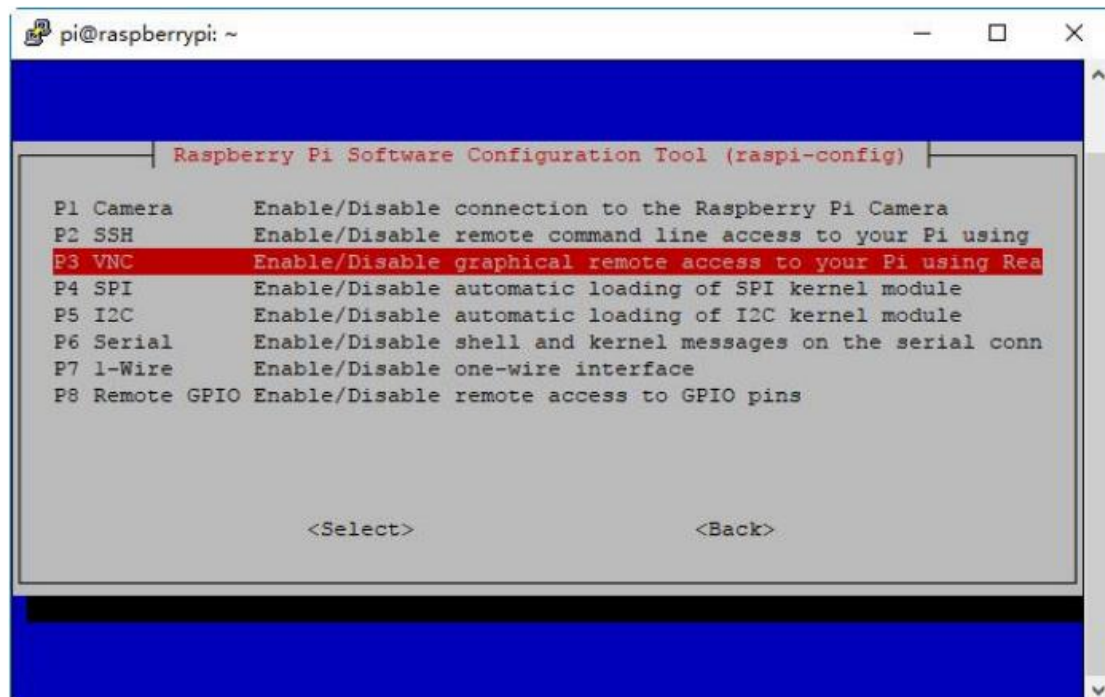 pi@raspberrypi: ~
Raspberry Pi Software Configuration Tool (raspi-config)
P1 Camera Enable/Disable connection to the Raspberry Pi Camera
P2 SSH Enable/Disable remote command line access to your Pi using
P3 VNC Enable/Disable graphical remote access to your Pi using Rea
P4 SPI Enable/Disable automatic loading of SPI kernel module
P5 I2C Enable/Disable automatic loading of I2C kernel module
P6 Serial Enable/Disable shell and kernel messages on the serial conn
P7 1-Wire Enable/Disable one-wire interface
P8 Remote GPIO Enable/Disable remote access to GPIO pins
<Select> <Back>